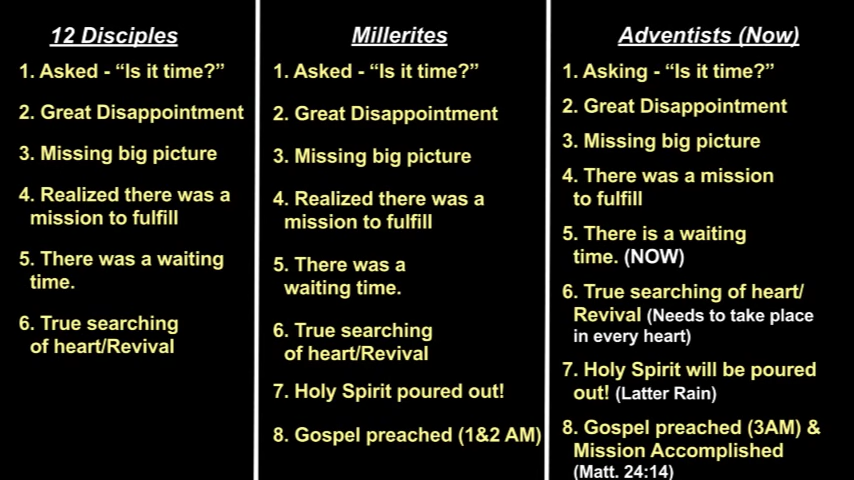 12 Disciples
1. Asked - “Is it time?”
2. Great Disappointment
3. Missing big picture
4. Realized there was a
mission to fulfill
5. There was a waiting
time.
6. True searching
of heart/Revival
Millerites
1. Asked - “Is it time?”
2. Great Disappointment
3. Missing big picture
4. Realized there was a
mission to fulfill
5. There was a
waiting time.
6. True searching
of heart/Revival
7. Holy Spirit poured out!
8. Gospel preached (1&2 AM)
Adventists (Now)
1. Asking - “Is it time?”
2. Great Disappointment
3. Missing big picture
4. There was a mission
to fulfill
5. There is a waiting
time. (NOW)
6. True searching of heart/
Revival (Needs to take place
in every heart)
7. Holy Spirit will be poured
out! (Latter Rain)
8. Gospel preached (3AM) &
Mission Accomplished
(Matt. 24:14)